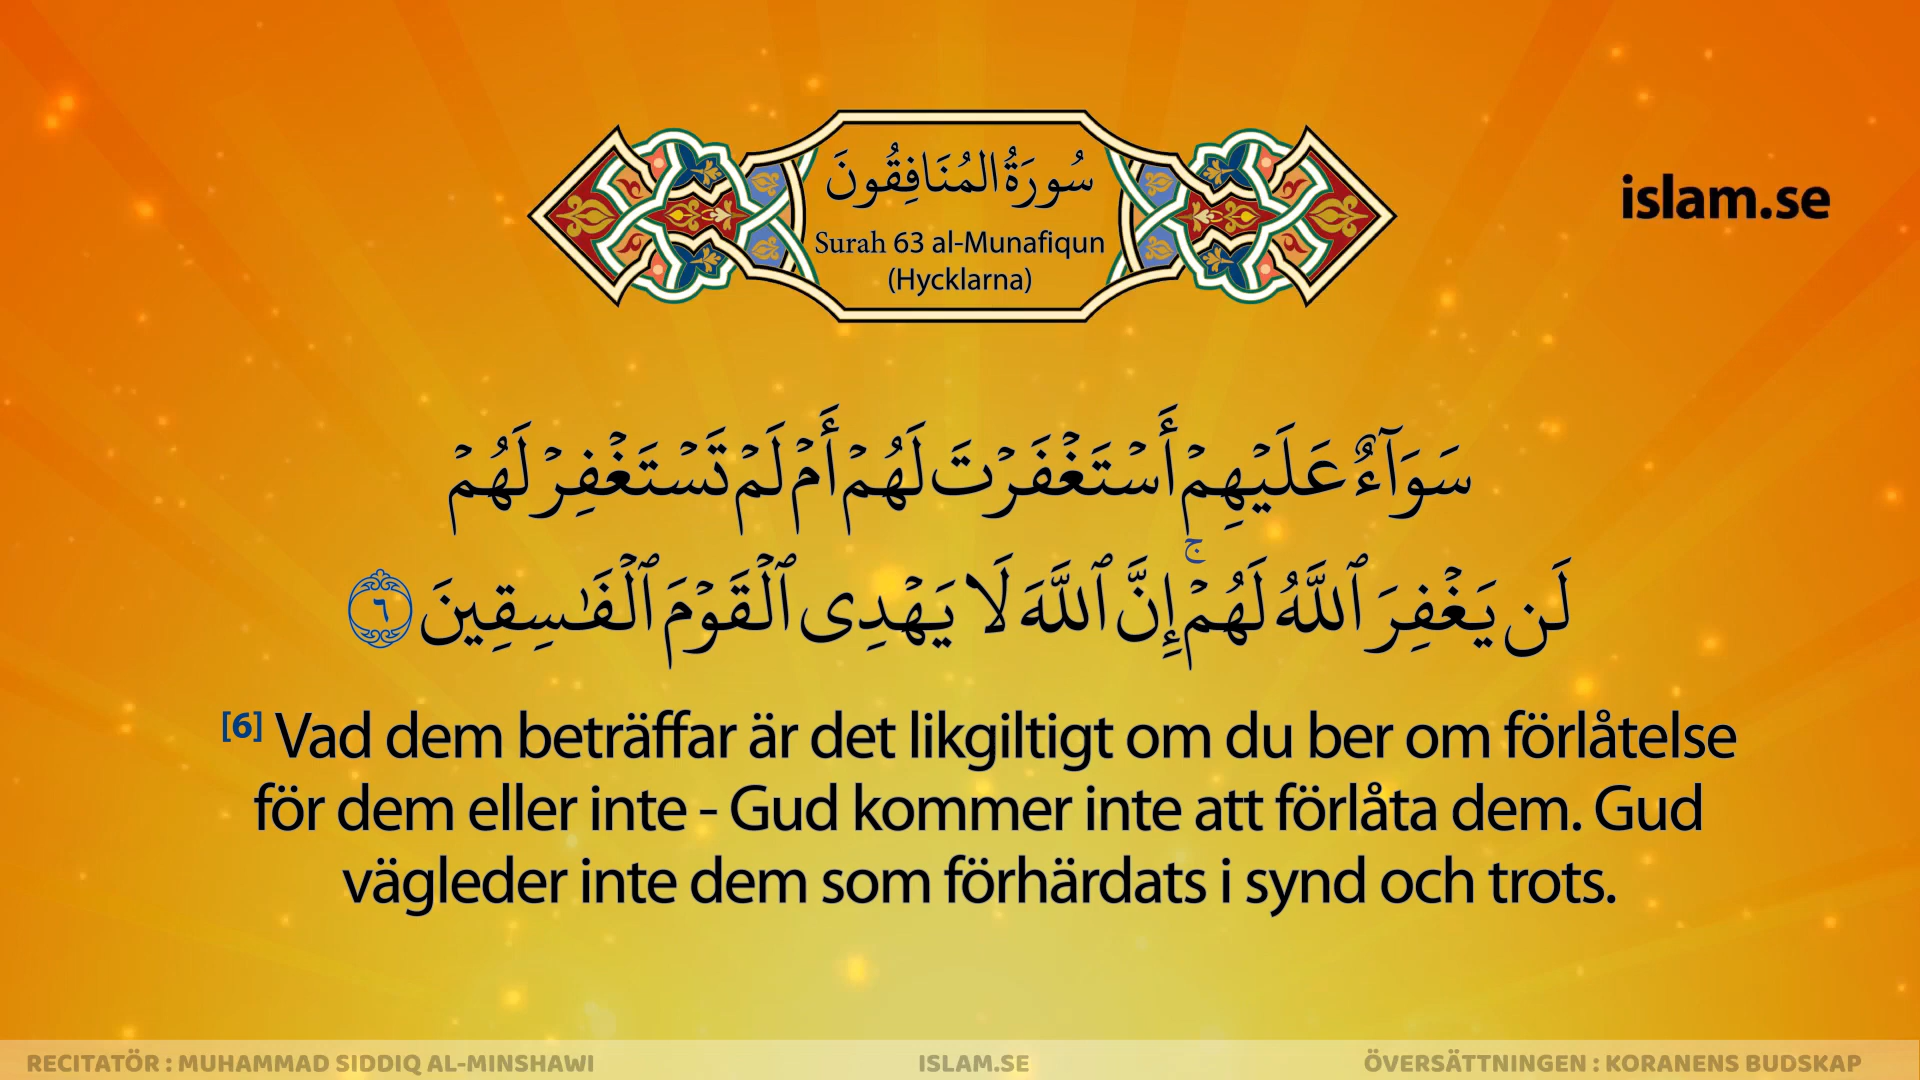 سُورَةُ المُنَافِقُونَ
Surah 63 al-Munafiqun
(Hycklarna)
islam.se
سَوَآءٌ عَلَيْهِمْ أَسْتَغْفَرْتَ لَهُمْ أَمْ لَمْ تَسْتَغْفِرْ لَهُمْ
لَن يَغْفِرَ ٱللَّهُ لَهُمْ ۚ إِنَّ ٱللَّهَ لَا يَهْدِى ٱلْقَوْمَ ٱلْفَـٰسِقِينَ ٦
[6] Vad dem beträffar är det likgiltigt om du ber om förlåtelse
för dem eller inte - Gud kommer inte att förlåta dem. Gud
vägleder inte dem som förhärdats i synd och trots.
RECITATÖR : MUHAMMAD SIDDIQ AL-MINSHAWI
ISLAM.SE
ÖVERSÄTTNINGEN : KORANENS BUDSKAP